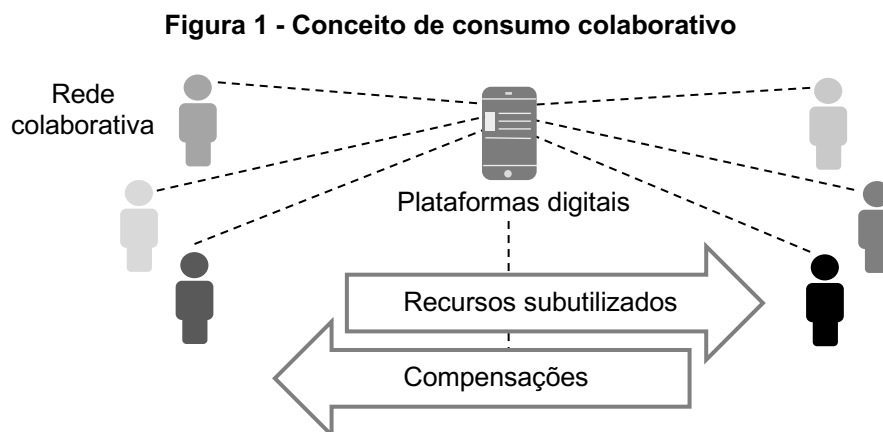 Figura 1 - Conceito de consumo colaborativo
Rede
colaborativa
Plataformas digitais
Recursos subutilizados
Compensações